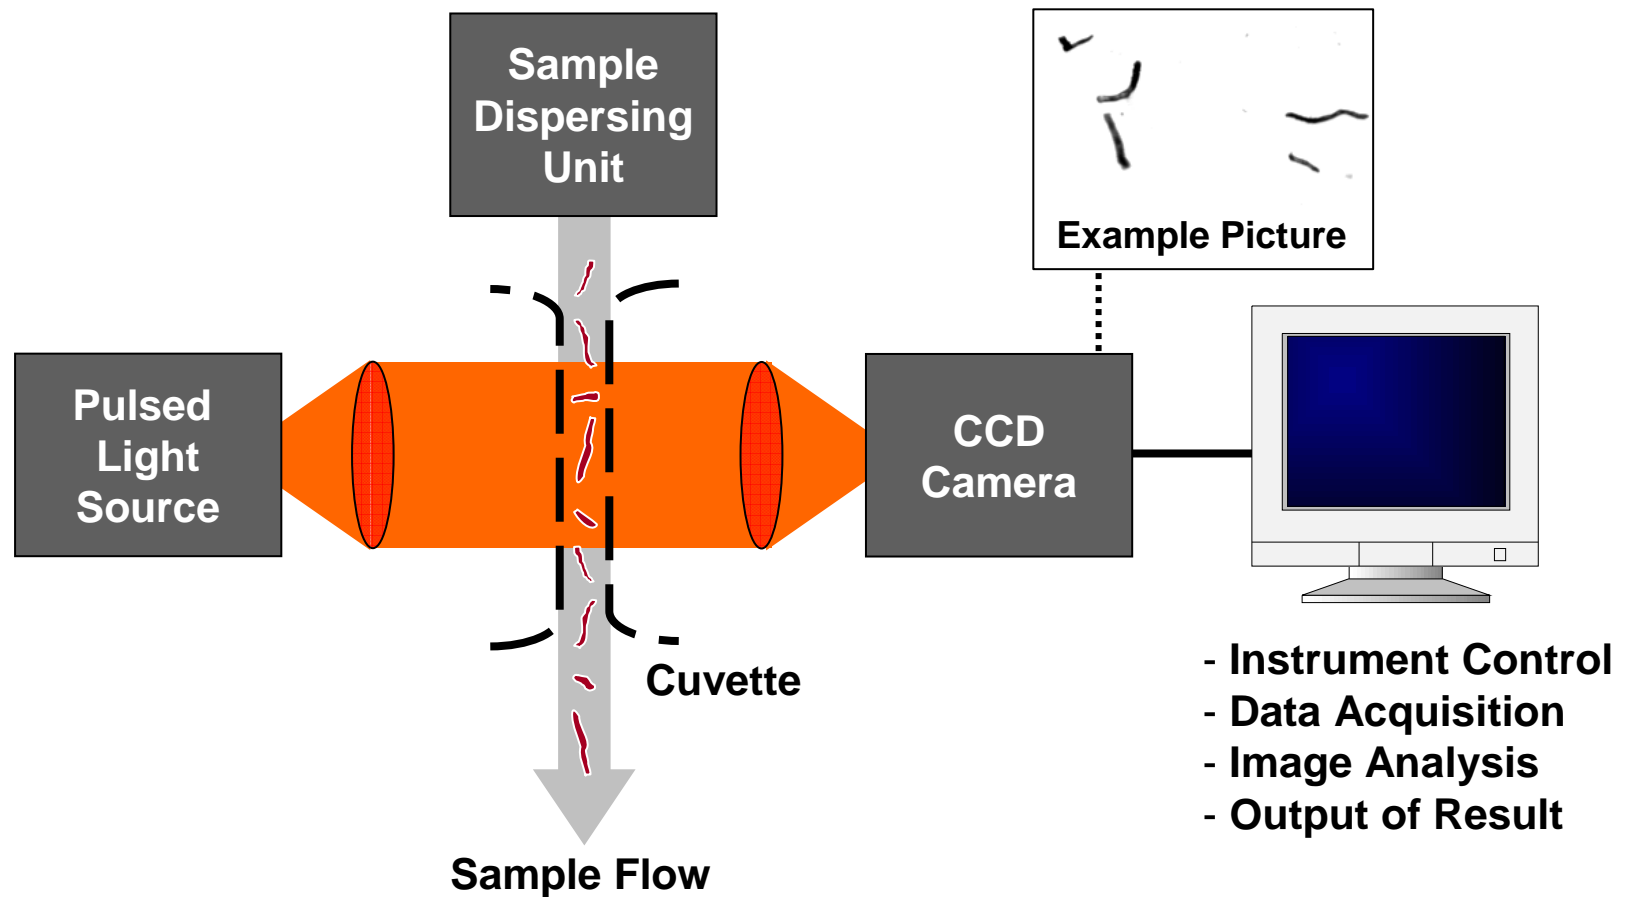 Sample
Dispersing
Unit
Example Picture
Pulsed
Light
Source
CCD
Camera
Cuvette
- Instrument Control
- Data Acquisition
- Image Analysis
- Output of Result
Sample Flow